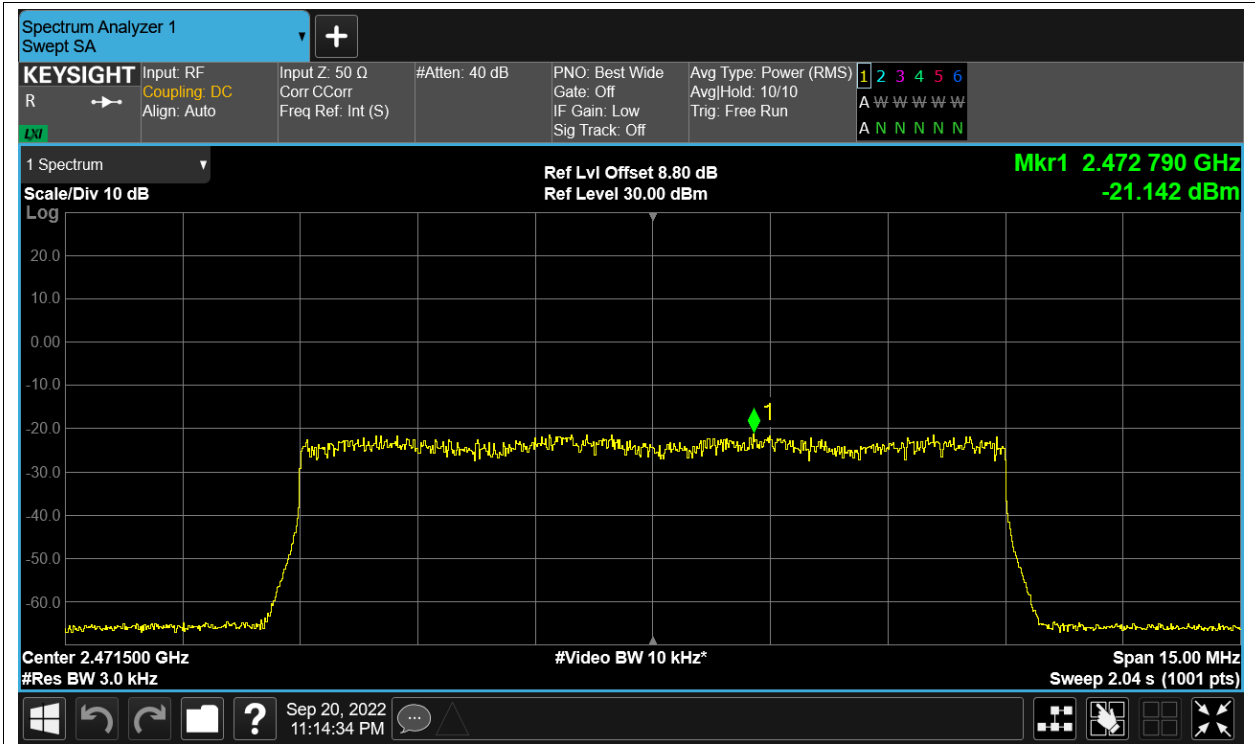 Spectrum Analyzer 1
Swept SA
KEYSIGHT
R
LXI
Input: RF
Coupling: DC
Align: Auto
Input Z: 50 Ω
Corr CCorr
Freq Ref: Int (S)
#Atten: 40 dB
PNO: Best Wide
Gate: Off
IF Gain: Low
Sig Track: Off
Avg Type: Power (RMS)
Avg|Hold: 10/10
Trig: Free Run
1 2 3 4 5 6
A W W W W W
A N N N N N
1 Spectrum
Scale/Div 10 dB
Log
Ref Lvl Offset 8.80 dB
Ref Level 30.00 dBm
Mkr1 2.472 790 GHz
-21.142 dBm
20.0
10.0
0.00
-10.0
-20.0
-30.0
-40.0
-50.0
-60.0
1
Center 2.471500 GHz
#Res BW 3.0 kHz
#Video BW 10 kHz*
Span 15.00 MHz
Sweep 2.04 s (1001 pts)
?
Sep 20, 2022
11:14:34 PM